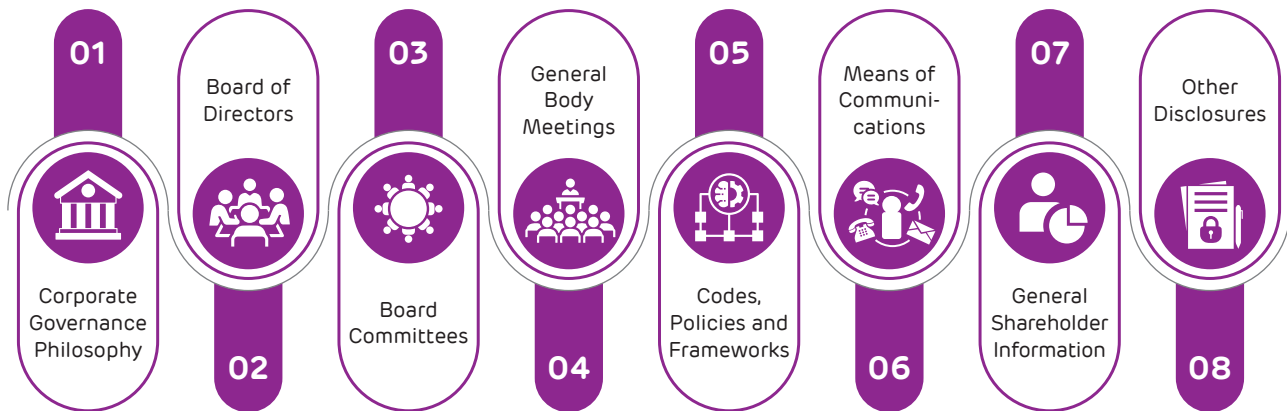 01
Corporate
Governance
Philosophy
Board of
Directors
02
03
Board
Committees
General
Body
Meetings
04
05
Codes,
Policies and
Frameworks
Means of
Communi-
cations
06
07
General
Shareholder
Information
Other
Disclosures
08